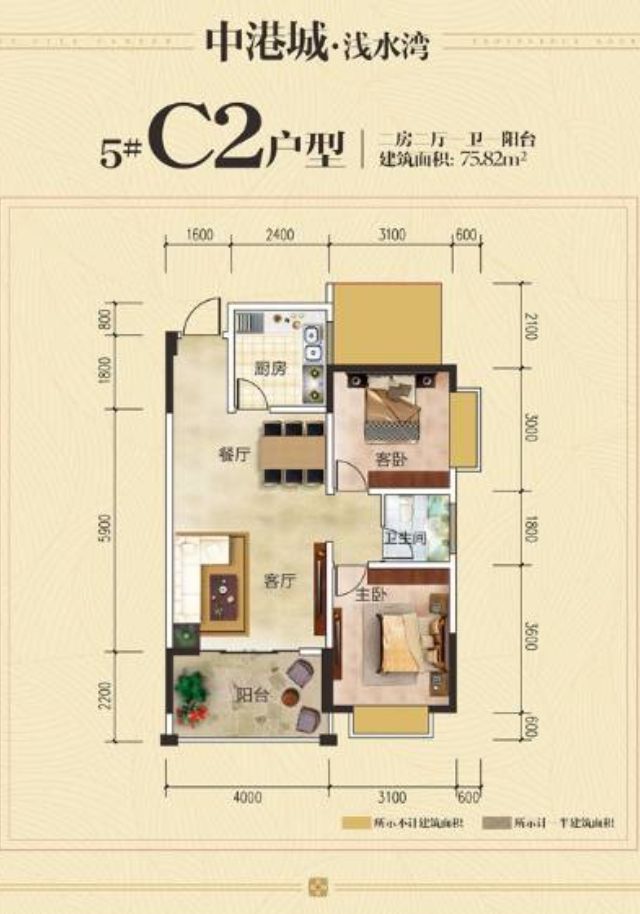 中港城·浅水湾
5# C2户型
二房二厅一卫一阳台
建筑面积: 75.82m²
1600 2400 3100 600
800
1800
5900
2200
2100
3000
1800
3600
600
厨房
餐厅
客卧
卫生间
客厅
主卧
阳台
4000 3100 600
所示不计建筑面积 所示计一半建筑面积